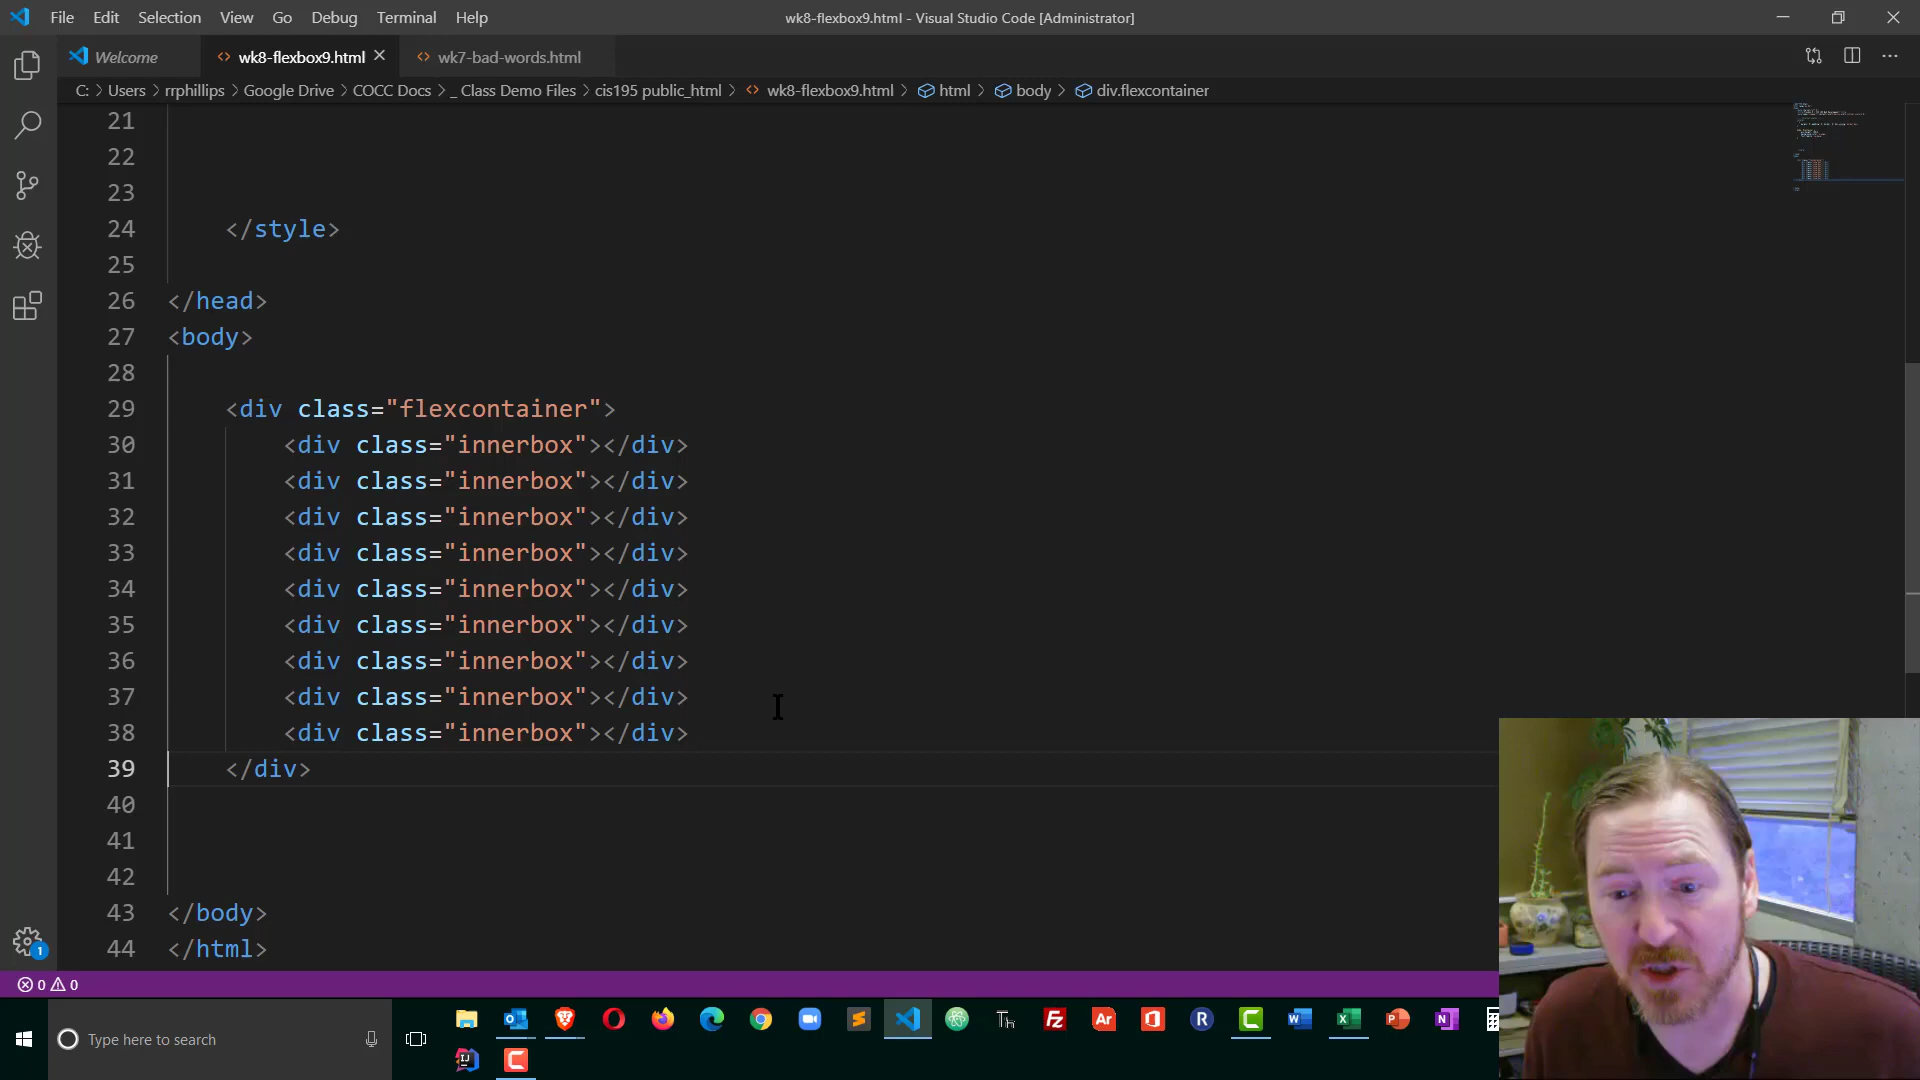 File Edit Selection View Go Debug Terminal Help
wk8-flexbox9.html - Visual Studio Code [Administrator]
Welcome
wk8-flexbox9.html
wk7-bad-words.html
C: > Users > rrphillips > Google Drive > COCC Docs > _ Class Demo Files > cis195 public_html > wk8-flexbox9.html > html > body > div.flexcontainer
21
22
23
24 </style>
25
26 </head>
27 <body>
28
29 <div class="flexcontainer">
30 <div class="innerbox"></div>
31 <div class="innerbox"></div>
32 <div class="innerbox"></div>
33 <div class="innerbox"></div>
34 <div class="innerbox"></div>
35 <div class="innerbox"></div>
36 <div class="innerbox"></div>
37 <div class="innerbox"></div>
38 <div class="innerbox"></div>
39 </div>
40
41
42
43 </body>
44 </html>
1
0 0
Type here to search
Th
Fz
Ar
R
IJ